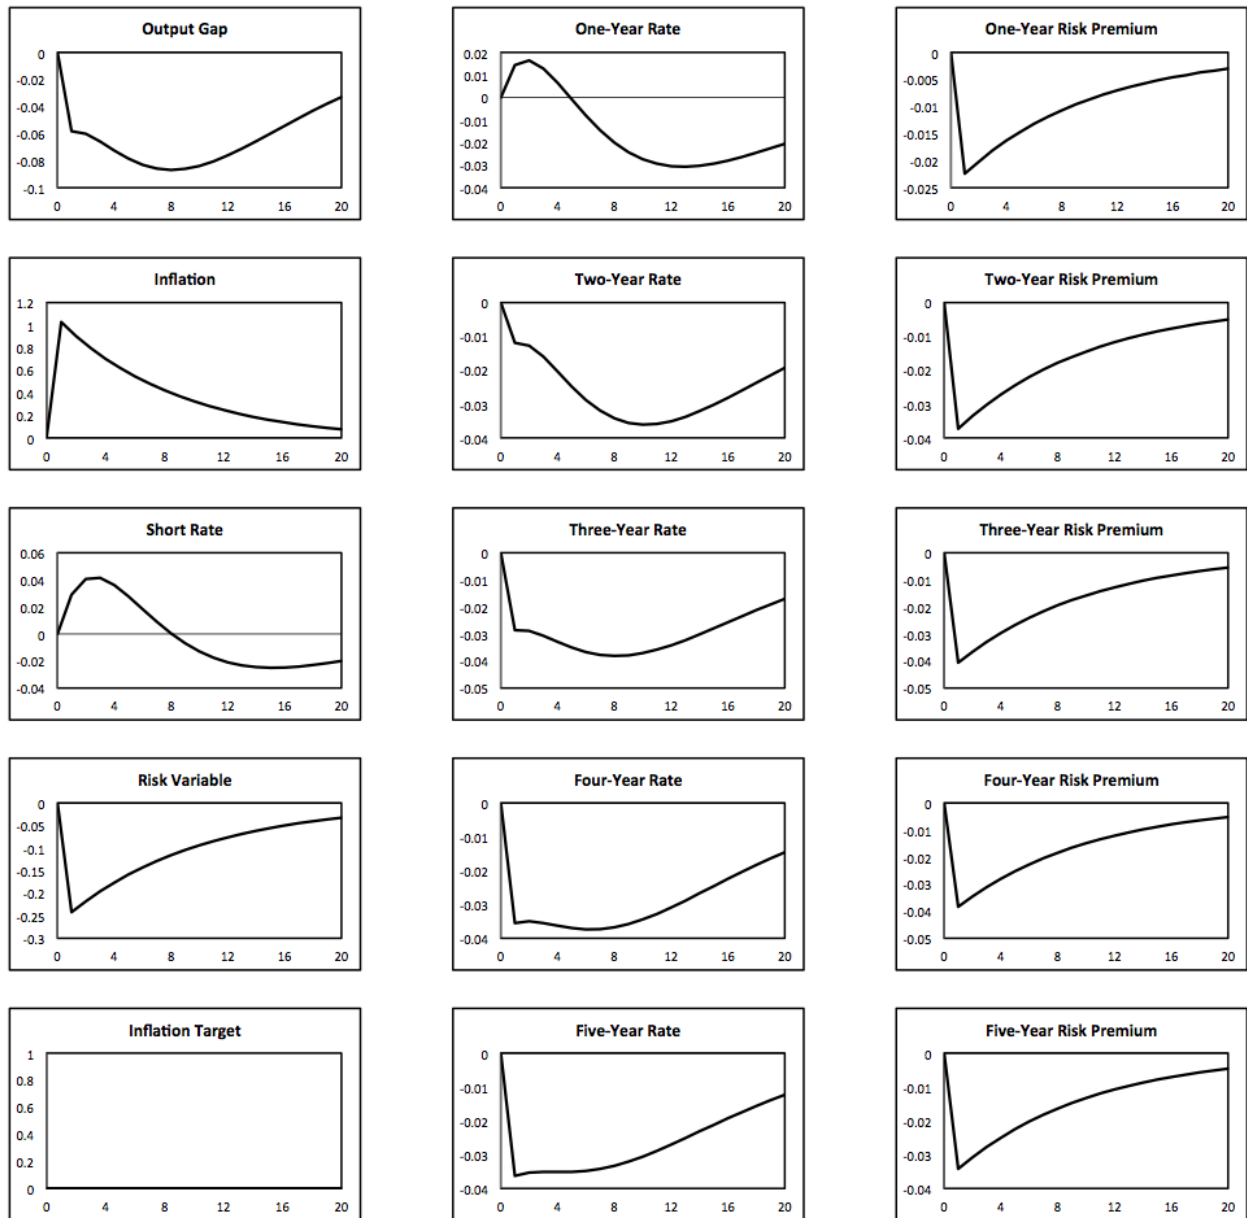 Output Gap
0
-0.02
-0.04
-0.06
-0.08
-0.1
0 4 8 12 16 20
One-Year Rate
0.02
0.01
0
-0.01
-0.02
-0.03
-0.04
0 4 8 12 16 20
One-Year Risk Premium
0
-0.005
-0.01
-0.015
-0.02
-0.025
0 4 8 12 16 20
Inflation
1.2
1
0.8
0.6
0.4
0.2
0
0 4 8 12 16 20
Two-Year Rate
0
-0.01
-0.02
-0.03
-0.04
0 4 8 12 16 20
Two-Year Risk Premium
0
-0.01
-0.02
-0.03
-0.04
0 4 8 12 16 20
Short Rate
0.06
0.04
0.02
0
-0.02
-0.04
0 4 8 12 16 20
Three-Year Rate
0
-0.01
-0.02
-0.03
-0.04
-0.05
0 4 8 12 16 20
Three-Year Risk Premium
0
-0.01
-0.02
-0.03
-0.04
-0.05
0 4 8 12 16 20
Risk Variable
0
-0.05
-0.1
-0.15
-0.2
-0.25
-0.3
0 4 8 12 16 20
Four-Year Rate
0
-0.01
-0.02
-0.03
-0.04
0 4 8 12 16 20
Four-Year Risk Premium
0
-0.01
-0.02
-0.03
-0.04
-0.05
0 4 8 12 16 20
Inflation Target
1
0.8
0.6
0.4
0.2
0
0 4 8 12 16 20
Five-Year Rate
0
-0.01
-0.02
-0.03
-0.04
0 4 8 12 16 20
Five-Year Risk Premium
0
-0.01
-0.02
-0.03
-0.04
0 4 8 12 16 20